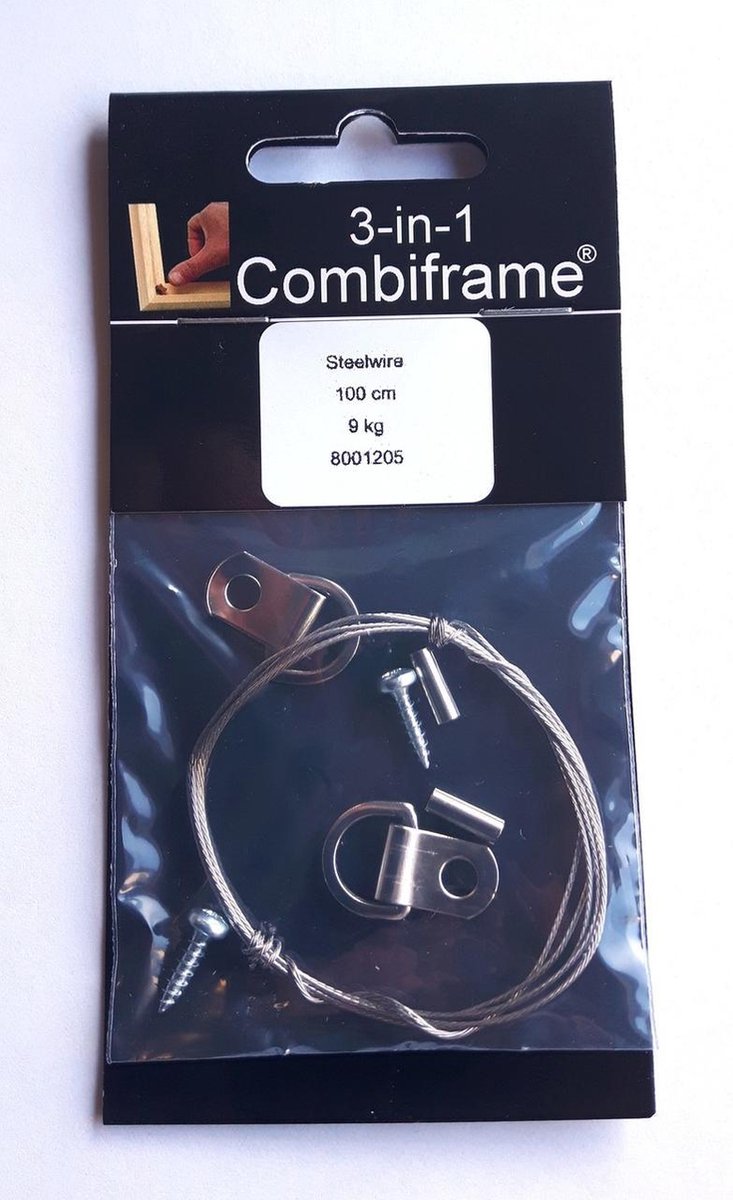 3-in-1
Combiframe®
Steelwire
100 cm
9 kg
8001205